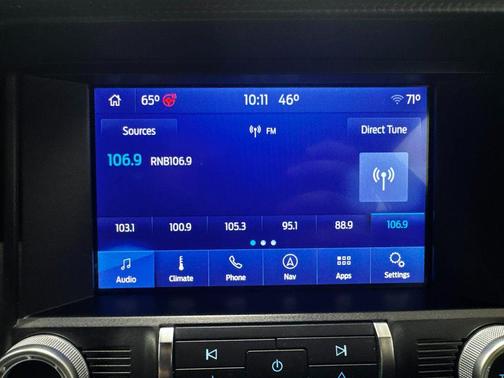 65° 10:11 46° 71°
Sources FM Direct Tune
106.9 RNB106.9
103.1 100.9 105.3 95.1 88.9 106.9
Audio Climate Phone Nav Apps Settings